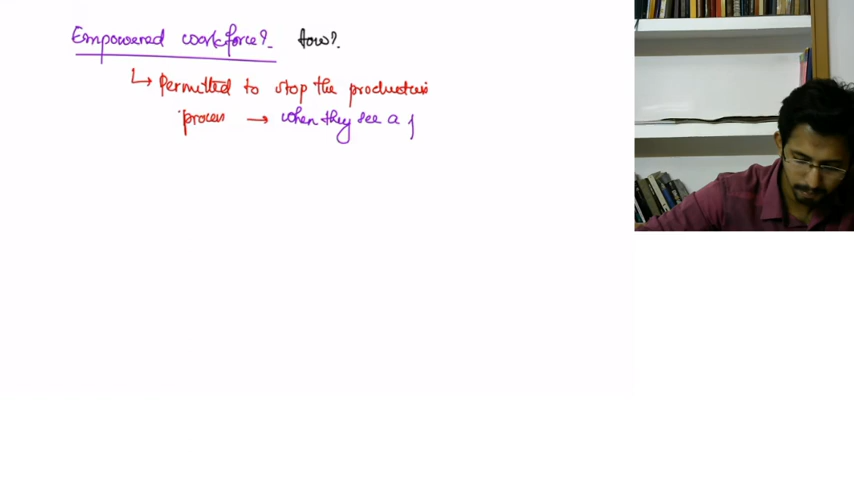 Empowered workforce? How?
↳ Permitted to stop the production
process → when they see a